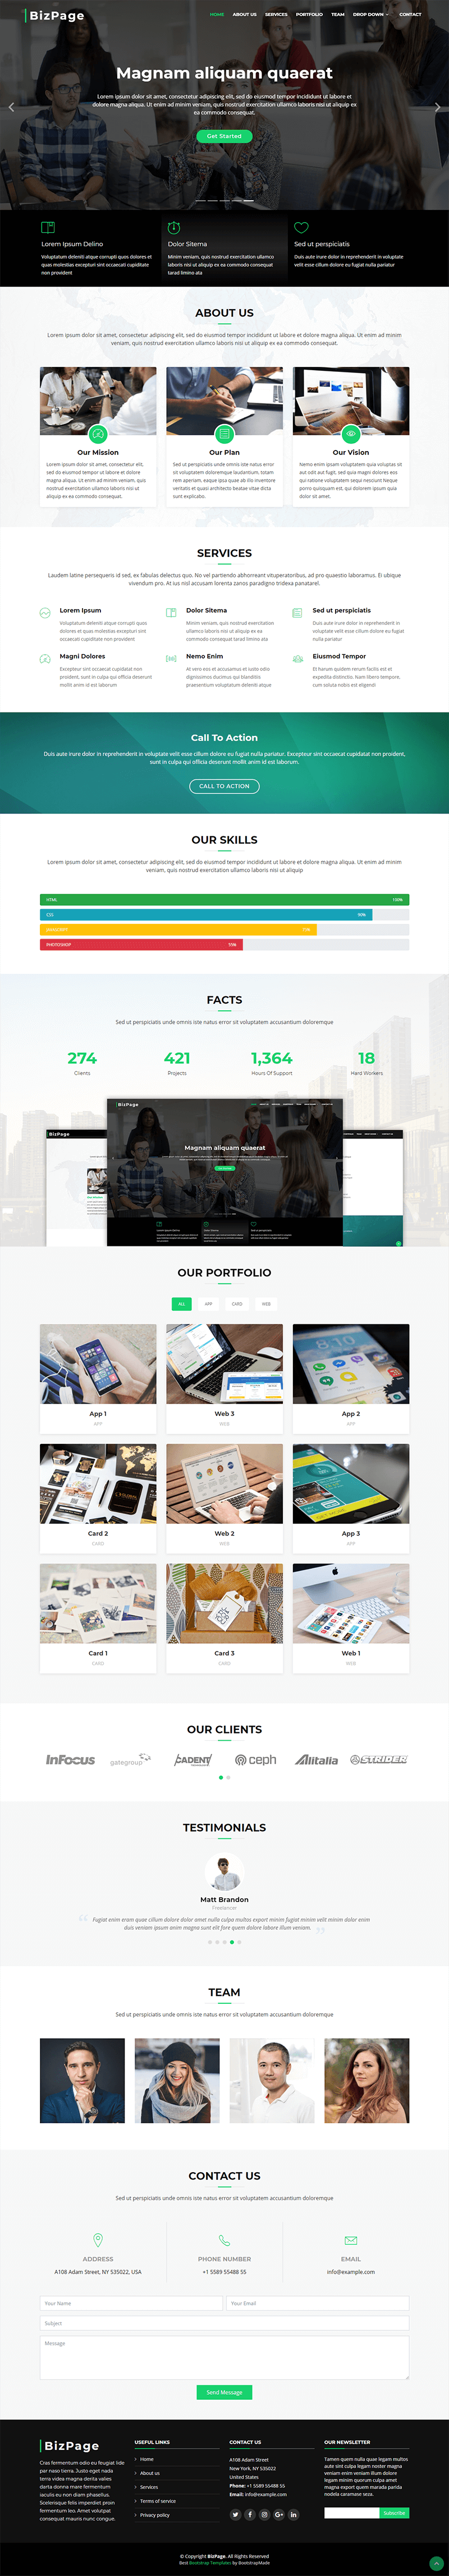 BizPage
HOME ABOUT US SERVICES PORTFOLIO TEAM DROP DOWN CONTACT
Magnam aliquam quaerat
Lorem ipsum dolor sit amet, consectetur adipiscing elit, sed do eiusmod tempor incididunt ut labore et
dolore magna aliqua. Ut enim ad minim veniam, quis nostrud exercitation ullamco laboris nisi ut aliquip ex
ea commodo consequat.
Get Started
Lorem Ipsum Delino
Voluptatum deleniti atque corrupti quos dolores et
quas molestias excepturi sint occaecati cupiditate
non provident
Dolor Sitema
Minim veniam, quis nostrud exercitation ullamco
laboris nisi ut aliquip ex ea commodo consequat
tarad limino ata
Sed ut perspiciatis
Duis aute irure dolor in reprehenderit in voluptate
velit esse cillum dolore eu fugiat nulla pariatur
ABOUT US
Lorem ipsum dolor sit amet, consectetur adipiscing elit, sed do eiusmod tempor incididunt ut labore et dolore magna aliqua. Ut enim ad minim
veniam, quis nostrud exercitation ullamco laboris nisi ut aliquip ex ea commodo consequat.
Our Mission
Lorem ipsum dolor sit amet, consectetur elit,
sed do eiusmod tempor ut labore et dolore
magna aliqua. Ut enim ad minim veniam, quis
nostrud exercitation ullamco laboris nisi ut
aliquip ex ea commodo consequat.
Our Plan
Sed ut perspiciatis unde omnis iste natus error
sit voluptatem doloremque laudantium, totam
rem aperiam, eaque ipsa quae ab illo inventore
veritatis et quasi architecto beatae vitae dicta
sunt explicabo.
Our Vision
Nemo enim ipsam voluptatem quia voluptas sit
aut odit aut fugit, sed quia magni dolores eos
qui ratione voluptatem sequi nesciunt Neque
porro quisquam est, qui dolorem ipsum quia
dolor sit amet.
SERVICES
Laudem latine persequeris id sed, ex fabulas delectus quo. No vel partiendo abhorreant vituperatoribus, ad pro quaestio laboramus. Ei ubique
vivendum pro. At ius nisl accusam lorenta zanos paradigno tridexa panatarel.
Lorem Ipsum
Voluptatum deleniti atque corrupti quos
dolores et quas molestias excepturi sint
occaecati cupiditate non provident
Dolor Sitema
Minim veniam, quis nostrud exercitation
ullamco laboris nisi ut aliquip ex ea
commodo consequat tarad limino ata
Sed ut perspiciatis
Duis aute irure dolor in reprehenderit in
voluptate velit esse cillum dolore eu fugiat
nulla pariatur
Magni Dolores
Excepteur sint occaecat cupidatat non
proident, sunt in culpa qui officia deserunt
mollit anim id est laborum
Nemo Enim
At vero eos et accusamus et iusto odio
dignissimos ducimus qui blanditiis
praesentium voluptatum deleniti atque
Eiusmod Tempor
Et harum quidem rerum facilis est et
expedita distinctio. Nam libero tempore,
cum soluta nobis est eligendi
Call To Action
Duis aute irure dolor in reprehenderit in voluptate velit esse cillum dolore eu fugiat nulla pariatur. Excepteur sint occaecat cupidatat non proident,
sunt in culpa qui officia deserunt mollit anim id est laborum.
CALL TO ACTION
OUR SKILLS
Lorem ipsum dolor sit amet, consectetur adipiscing elit, sed do eiusmod tempor incididunt ut labore et dolore magna aliqua. Ut enim ad minim
veniam, quis nostrud exercitation ullamco laboris nisi ut aliquip
HTML 100%
CSS 90%
JAVASCRIPT 75%
PHOTOSHOP 55%
FACTS
Sed ut perspiciatis unde omnis iste natus error sit voluptatem accusantium doloremque
274 421 1,364 18
Clients Projects Hours Of Support Hard Workers
BizPage
BizPage
Magnam aliquam quaerat
OUR PORTFOLIO
ALL APP CARD WEB
App 1
APP
Web 3
WEB
App 2
APP
Card 2
CARD
Web 2
WEB
App 3
APP
Card 1
CARD
Card 3
CARD
Web 1
WEB
OUR CLIENTS
InFocus gategroup CADENT ceph Alitalia STRIDER
TESTIMONIALS
Matt Brandon
Freelancer
Fugiat enim eram quae cillum dolore dolor amet nulla culpa multos export minim fugiat minim velit minim dolor enim
duis veniam ipsum anim magna sunt elit fore quem dolore labore illum veniam.
TEAM
Sed ut perspiciatis unde omnis iste natus error sit voluptatem accusantium doloremque
CONTACT US
Sed ut perspiciatis unde omnis iste natus error sit voluptatem accusantium doloremque
ADDRESS
A108 Adam Street, NY 535022, USA
PHONE NUMBER
+1 5589 55488 55
EMAIL
info@example.com
Your Name
Your Email
Subject
Message
Send Message
BizPage
Cras fermentum odio eu feugiat lide
par naso tierra. Justo eget nada
terra videa magna derita valies
darta donna mare fermentum
iaculis eu non diam phasellus.
Scelerisque felis imperdiet proin
fermentum leo. Amet volutpat
consequat mauris nunc congue.
USEFUL LINKS
Home
About us
Services
Terms of service
Privacy policy
CONTACT US
A108 Adam Street
New York, NY 535022
United States
Phone: +1 5589 55488 55
Email: info@example.com
OUR NEWSLETTER
Tamen quem nulla quae legam multos
aute sint culpa legam noster magna
veniam enim veniam illum dolore
legam minim quorum culpa amet
magna export quem marada parida
nodela caramase seza.
Subscribe
© Copyright BizPage. All Rights Reserved
Best Bootstrap Templates by BootstrapMade